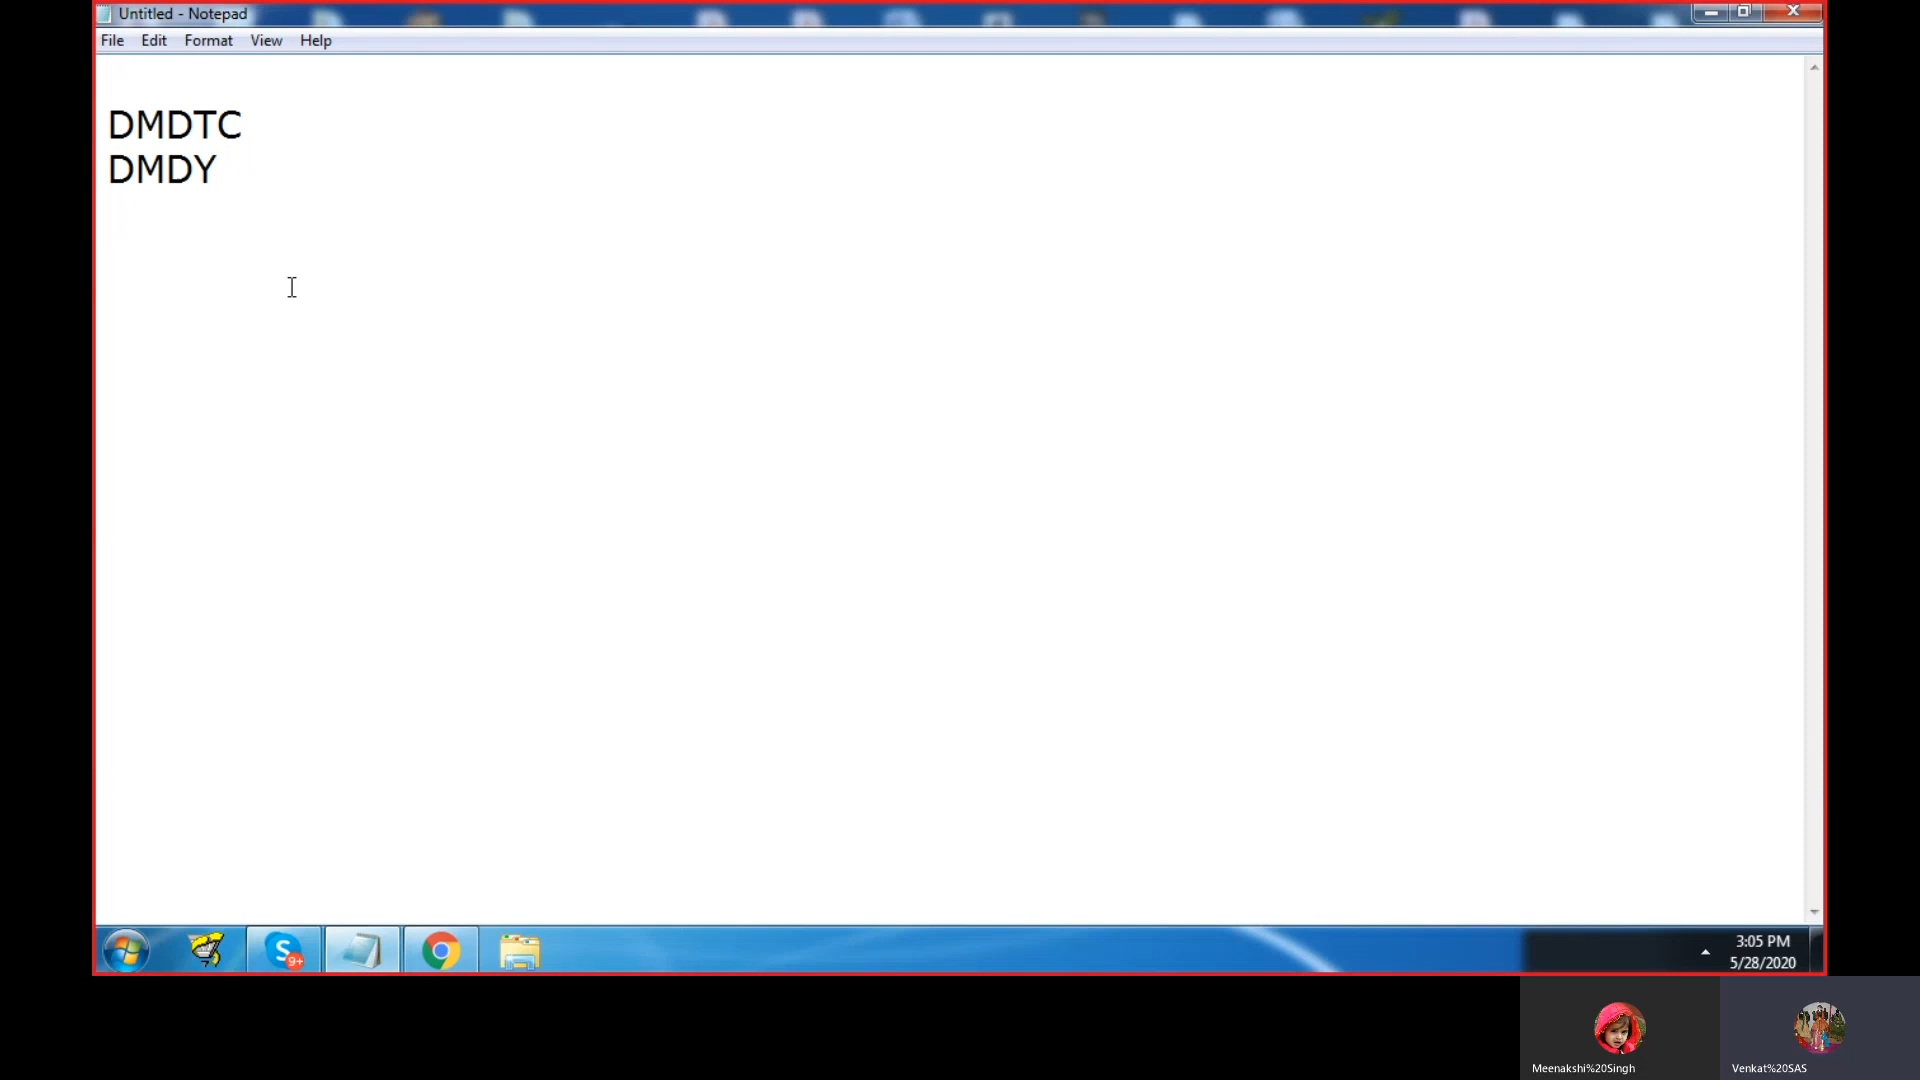 Untitled - Notepad
File Edit Format View Help
DMDTC
DMDY
S 9+
3:05 PM
5/28/2020
Meenakshi%20Singh
Venkat%20SAS